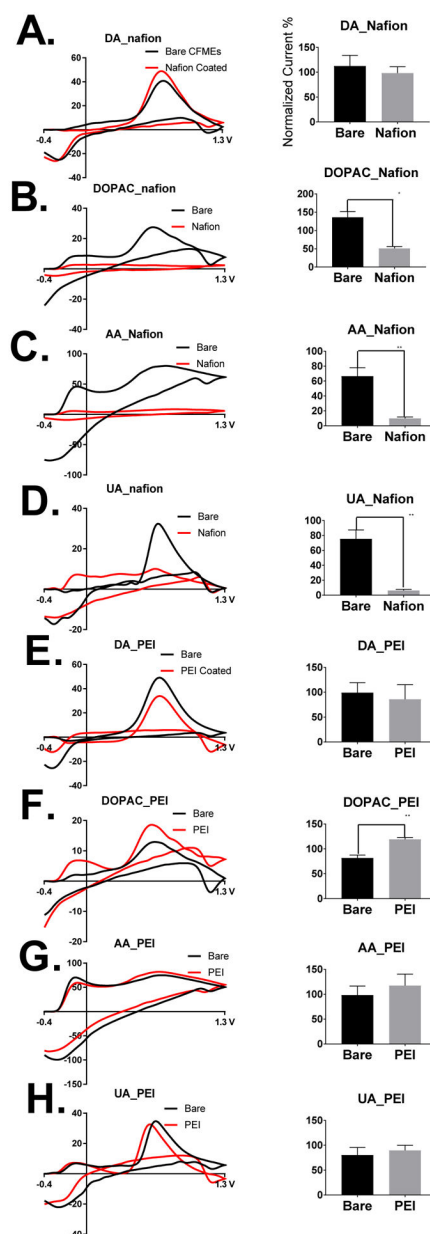 A.
DA_nafion
Bare CFMEs
Nafion Coated
60
40
20
-0.4
1.3 V
-20
-40
DA_Nafion
Normalized Current %
150
100
50
0
Bare Nafion
B.
DOPAC_nafion
Bare
Nafion
40
20
-0.4
1.3 V
-20
-40
DOPAC_Nafion
200
150
100
50
0
*
Bare Nafion
C.
AA_Nafion
Bare
Nafion
100
50
-0.4
1.3 V
-50
-100
AA_Nafion
100
80
60
40
20
0
**
Bare Nafion
D.
UA_nafion
Bare
Nafion
40
20
-0.4
1.3 V
-20
UA_Nafion
100
80
60
40
20
0
**
Bare Nafion
E.
DA_PEI
Bare
PEI Coated
60
40
20
-0.4
1.3 V
-20
-40
DA_PEI
150
100
50
0
Bare PEI
F.
DOPAC_PEI
Bare
PEI
20
10
-0.4
1.3 V
-10
-20
DOPAC_PEI
150
100
50
0
**
Bare PEI
G.
AA_PEI
Bare
PEI
100
50
-0.4
1.3 V
-50
-100
-150
AA_PEI
150
100
50
0
Bare PEI
H.
UA_PEI
Bare
PEI
40
20
-0.4
1.3 V
-20
-40
UA_PEI
150
100
50
0
Bare PEI